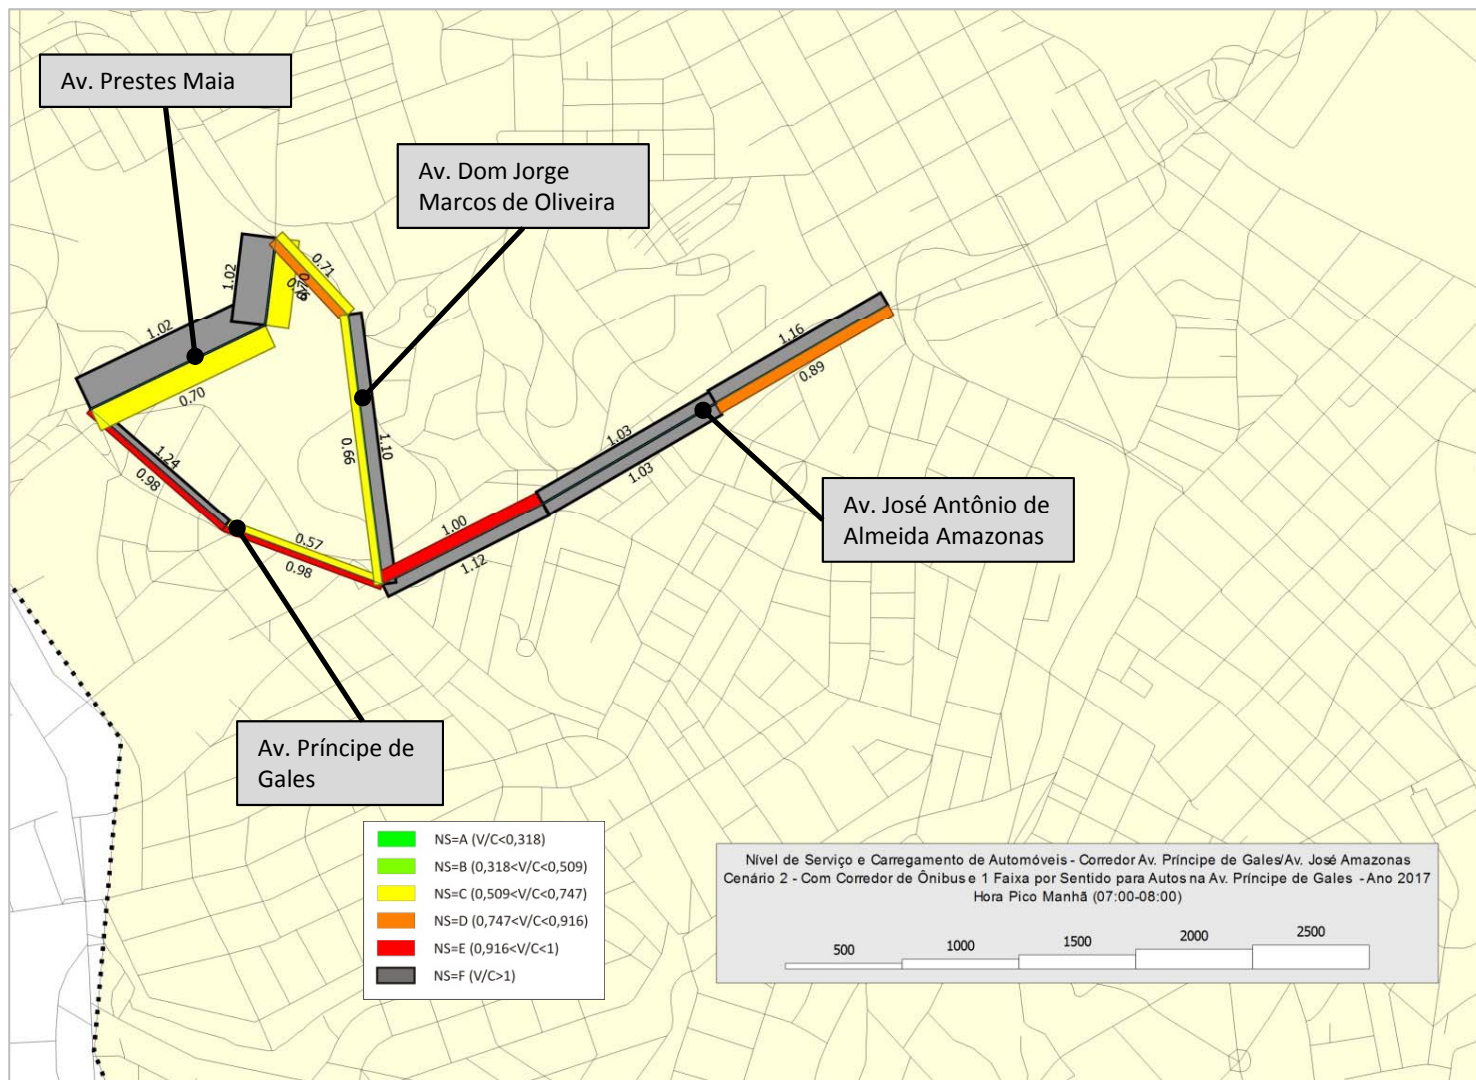 Av. Prestes Maia
Av. Dom Jorge
Marcos de Oliveira
1.02
0.71
1.02
0.70
1.16
0.89
1.24
0.98
0.66
1.10
1.03
1.03
Av. José Antônio de
Almeida Amazonas
0.57
0.98
1.00
1.12
Av. Príncipe de
Gales
NS=A (V/C<0,318)
NS=B (0,318<V/C<0,509)
NS=C (0,509<V/C<0,747)
NS=D (0,747<V/C<0,916)
NS=E (0,916<V/C<1)
NS=F (V/C>1)
Nível de Serviço e Carregamento de Automóveis - Corredor Av. Príncipe de Gales/Av. José Amazonas
Cenário 2 - Com Corredor de Ônibus e 1 Faixa por Sentido para Autos na Av. Príncipe de Gales - Ano 2017
Hora Pico Manhã (07:00-08:00)
500 1000 1500 2000 2500